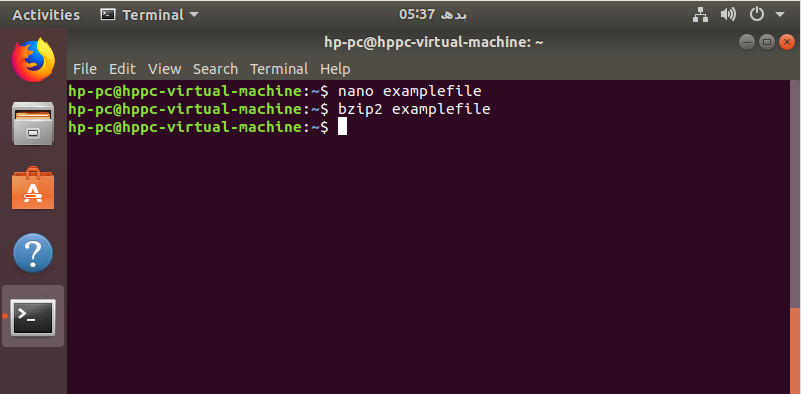 Activities Terminal 05:37 بدھ
hp-pc@hppc-virtual-machine: ~
File Edit View Search Terminal Help
hp-pc@hppc-virtual-machine:~$ nano examplefile
hp-pc@hppc-virtual-machine:~$ bzip2 examplefile
hp-pc@hppc-virtual-machine:~$